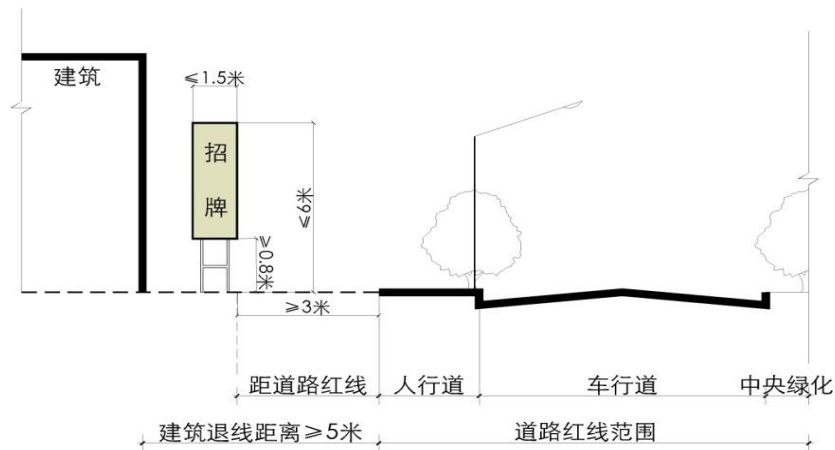 建筑
≤1.5米
招
牌
≤6米
≥0.8米
≥3米
距道路红线
人行道
车行道
中央绿化
建筑退线距离≥5米
道路红线范围